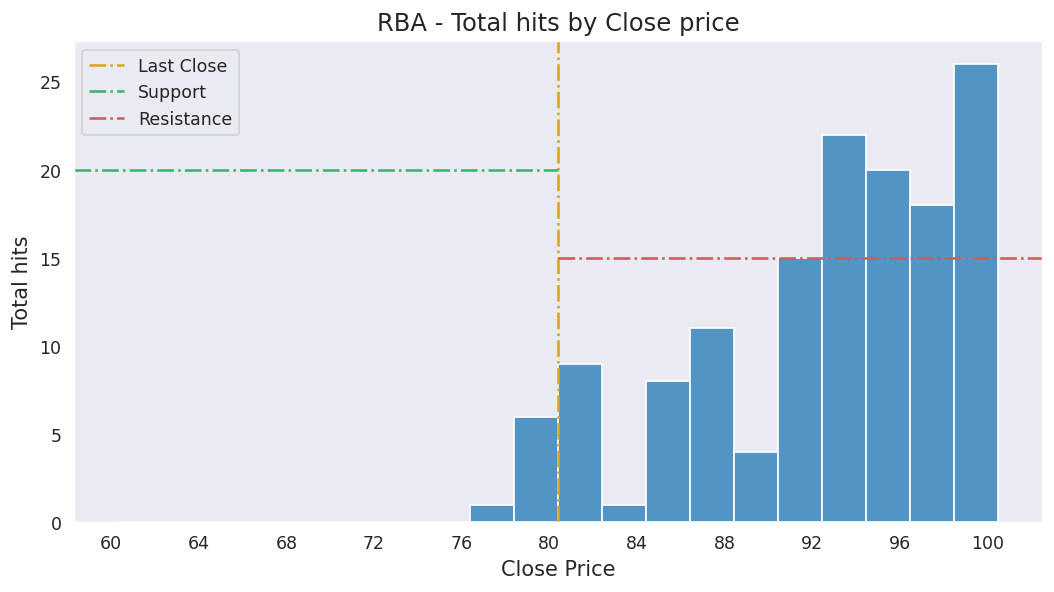 RBA - Total hits by Close price
Last Close
Support
Resistance
Total hits
25
20
15
10
5
0
60 64 68 72 76 80 84 88 92 96 100
Close Price